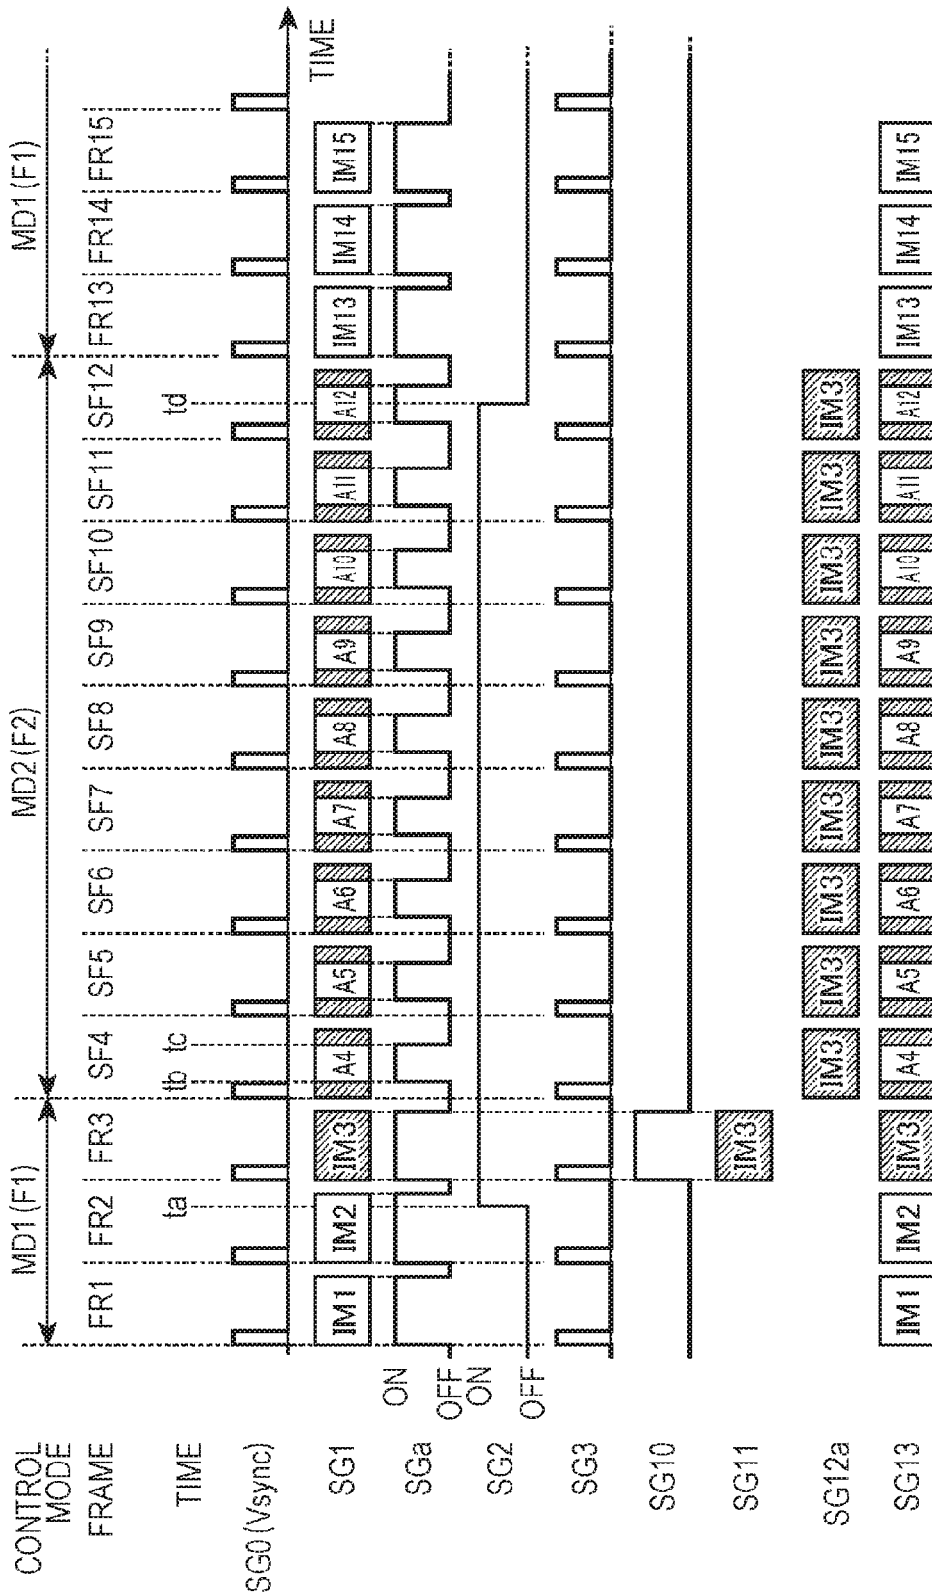 CONTROL MODE MD1(F1) MD2(F2) MD1(F1)
FRAME FR1 FR2 FR3 SF4 SF5 SF6 SF7 SF8 SF9 SF10 SF11 SF12 FR13 FR14 FR15
TIME ta tb tc td
SG0(Vsync) TIME
SG1 IM1 IM2 IM3 A4 A5 A6 A7 A8 A9 A10 A11 A12 IM13 IM14 IM15
SGa ON OFF
SG2 ON OFF
SG3
SG10
SG11 IM3
SG12a IM3 IM3 IM3 IM3 IM3 IM3 IM3 IM3 IM3
SG13 IM1 IM2 IM3 A4 A5 A6 A7 A8 A9 A10 A11 A12 IM13 IM14 IM15